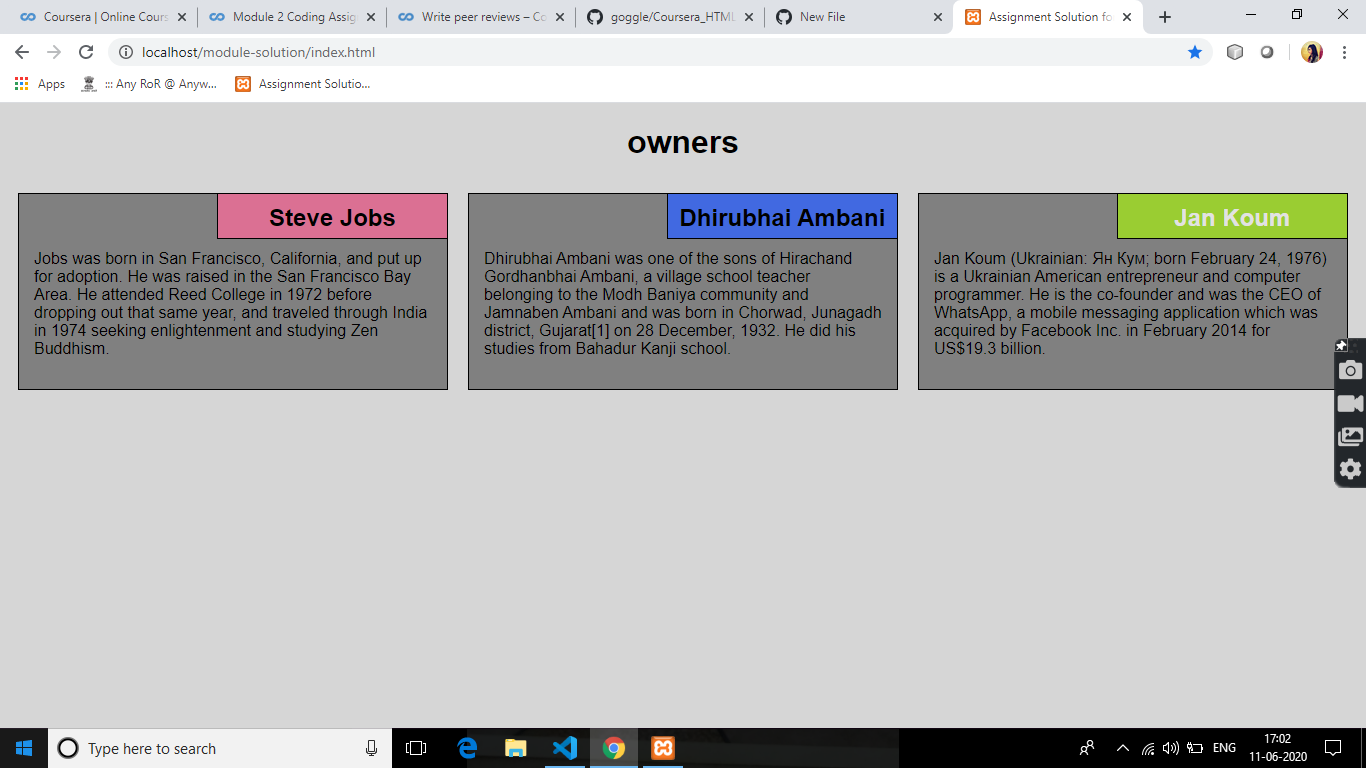 Coursera | Online Cours
Module 2 Coding Assig
Write peer reviews – Co
goggle/Coursera_HTML
New File
Assignment Solution fo
localhost/module-solution/index.html
Apps
::: Any RoR @ Anyw...
Assignment Solutio...
owners
Steve Jobs
Jobs was born in San Francisco, California, and put up
for adoption. He was raised in the San Francisco Bay
Area. He attended Reed College in 1972 before
dropping out that same year, and traveled through India
in 1974 seeking enlightenment and studying Zen
Buddhism.
Dhirubhai Ambani
Dhirubhai Ambani was one of the sons of Hirachand
Gordhanbhai Ambani, a village school teacher
belonging to the Modh Baniya community and
Jamnaben Ambani and was born in Chorwad, Junagadh
district, Gujarat[1] on 28 December, 1932. He did his
studies from Bahadur Kanji school.
Jan Koum
Jan Koum (Ukrainian: Ян Кум; born February 24, 1976)
is a Ukrainian American entrepreneur and computer
programmer. He is the co-founder and was the CEO of
WhatsApp, a mobile messaging application which was
acquired by Facebook Inc. in February 2014 for
US$19.3 billion.
Type here to search
ENG
17:02
11-06-2020